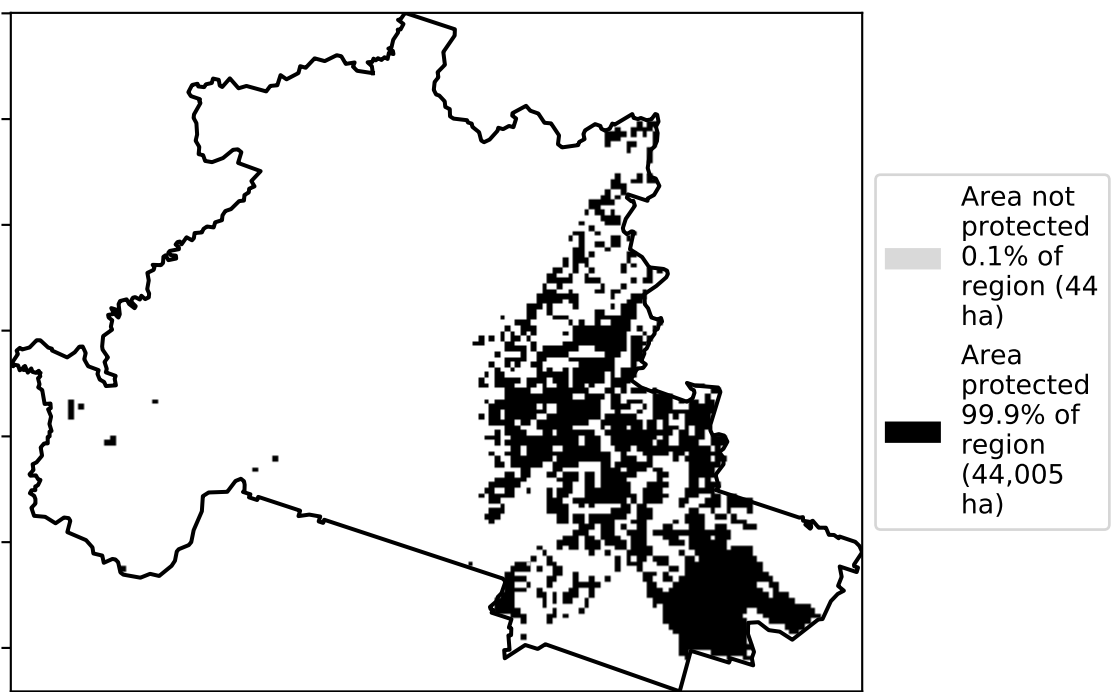 Area not
protected
0.1% of
region (44
ha)
Area
protected
99.9% of
region
(44,005
ha)